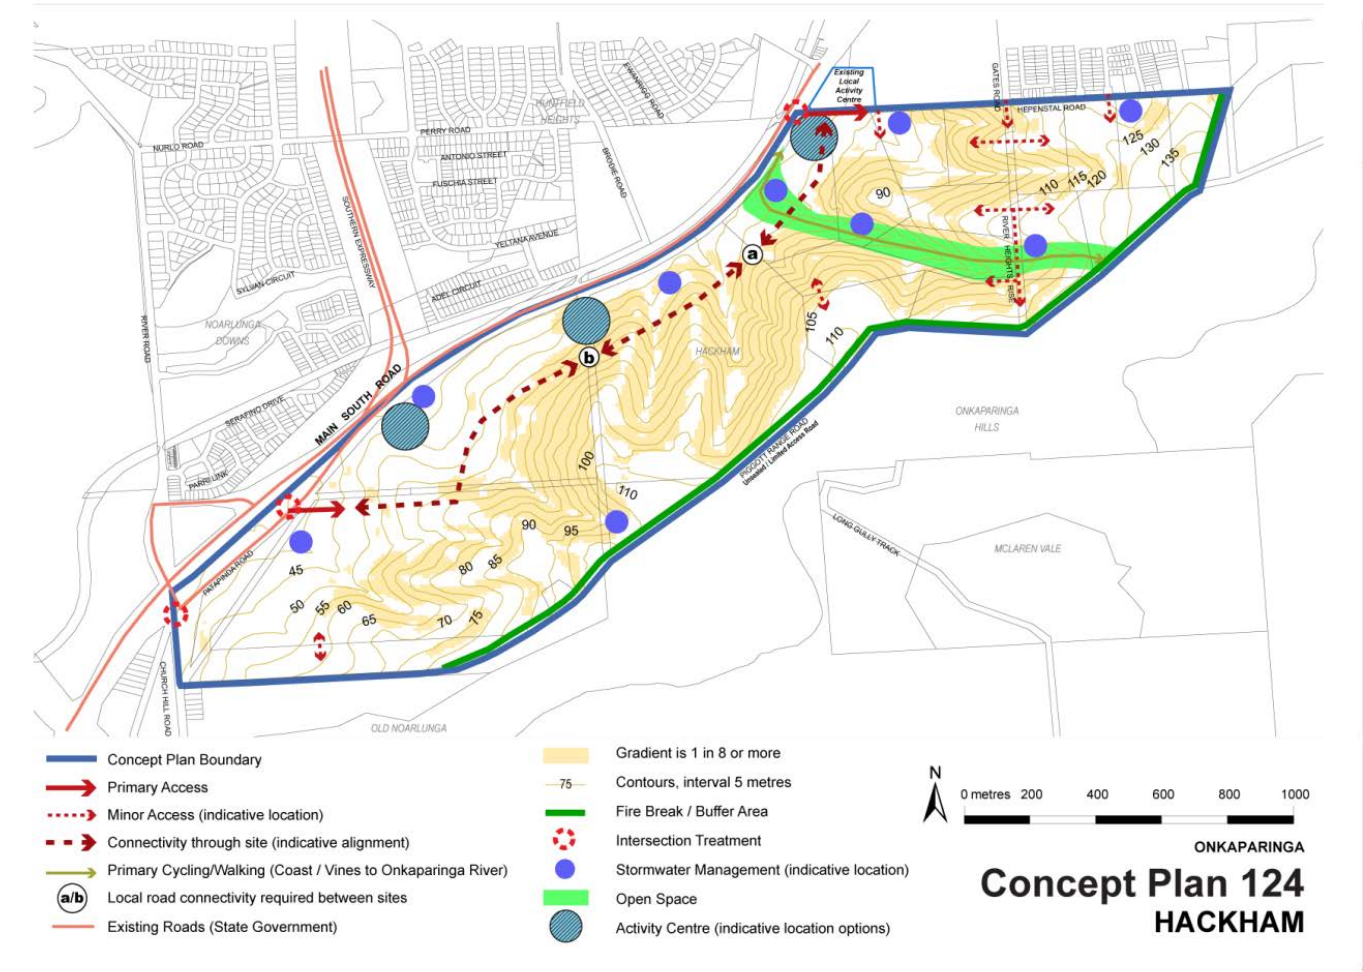 Existing
Local
Activity
Centre
GATES ROAD
HEPENSTAL ROAD
EWANRIGG ROAD
HUNTFIELD
HEIGHTS
PERRY ROAD
NORLO ROAD
ANTONIO STREET
FUSCHIA STREET
BRODIE ROAD
SOUTHERN EXPRESSWAY
YELTANA AVENUE
SYLVAN CIRCUIT
ADEL CIRCUIT
NOARLUNGA
DOWNS
RIVER ROAD
125
130
135
90
110
115
120
RIVER HEIGHTS RISE
a
105
110
b
HACKHAM
SERAFINO DRIVE
MAIN SOUTH ROAD
PARRI LINK
ONKAPARINGA
HILLS
PIGGOTT RANGE ROAD
Unsealed / Limited Access Road
100
110
90
95
LONG GULLY TRACK
MCLAREN VALE
PATAPINDA ROAD
45
80
85
50
55
60
65
70
75
CHURCH HILL ROAD
OLD NOARLUNGA
Concept Plan Boundary
Primary Access
Minor Access (indicative location)
Connectivity through site (indicative alignment)
Primary Cycling/Walking (Coast / Vines to Onkaparinga River)
a/b Local road connectivity required between sites
Existing Roads (State Government)
Gradient is 1 in 8 or more
75 Contours, interval 5 metres
Fire Break / Buffer Area
Intersection Treatment
Stormwater Management (indicative location)
Open Space
Activity Centre (indicative location options)
N
0 metres 200 400 600 800 1000
ONKAPARINGA
Concept Plan 124
HACKHAM